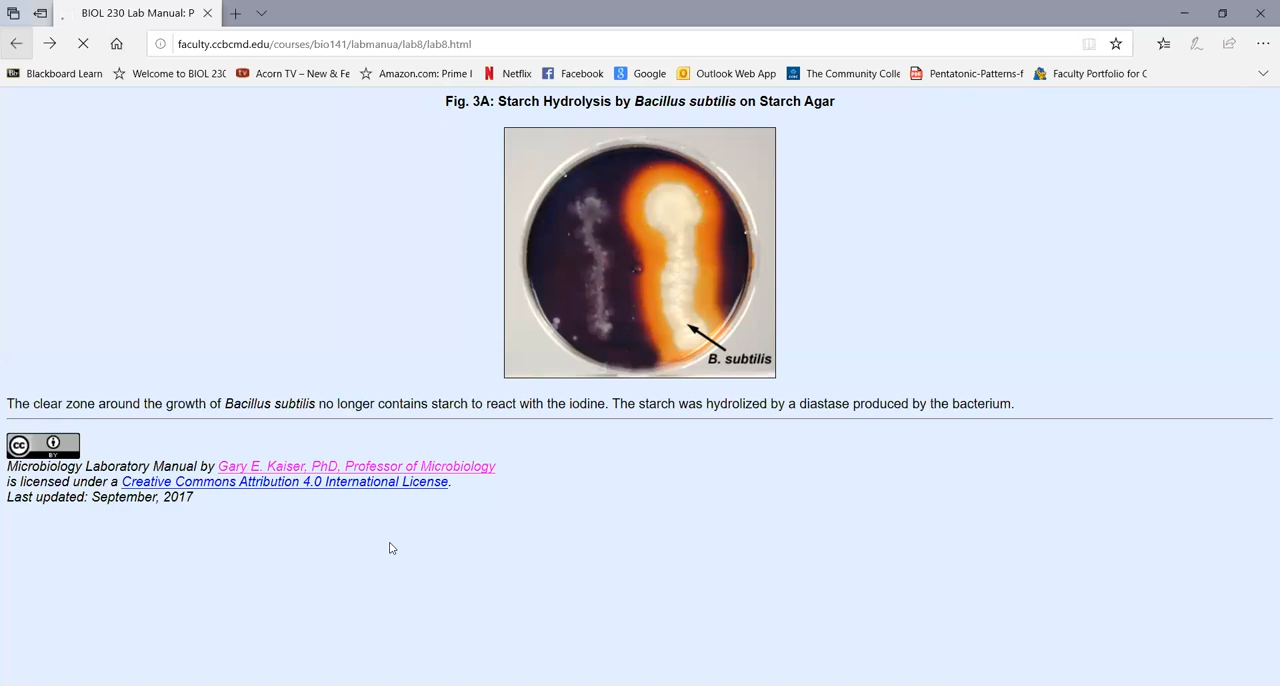 BIOL 230 Lab Manual: P
faculty.ccbcmd.edu/courses/bio141/labmanua/lab8/lab8.html
Blackboard Learn Welcome to BIOL 230 Acorn TV – New & Fe Amazon.com: Prime I Netflix Facebook Google Outlook Web App The Community Colle Pentatonic-Patterns-f Faculty Portfolio for C
Fig. 3A: Starch Hydrolysis by Bacillus subtilis on Starch Agar
B. subtilis
The clear zone around the growth of Bacillus subtilis no longer contains starch to react with the iodine. The starch was hydrolized by a diastase produced by the bacterium.
cc BY
Microbiology Laboratory Manual by Gary E. Kaiser, PhD, Professor of Microbiology
is licensed under a Creative Commons Attribution 4.0 International License.
Last updated: September, 2017